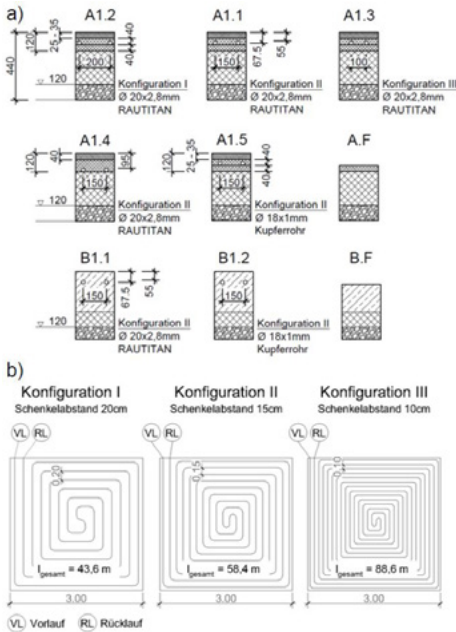 a)
A1.2 A1.1 A1.3
440
120
25 - 35
40
40
200
120
Konfiguration I
Ø 20x2,8mm
RAUTITAN
67.5
55
150
Konfiguration II
Ø 20x2,8mm
RAUTITAN
100
Konfiguration III
Ø 20x2,8mm
RAUTITAN
A1.4 A1.5 A.F
120
40
95
150
120
Konfiguration II
Ø 20x2,8mm
RAUTITAN
120
25 - 35
40
40
150
Konfiguration II
Ø 18x1mm
Kupferrohr
B1.1 B1.2 B.F
150
67.5
55
120
Konfiguration II
Ø 20x2,8mm
RAUTITAN
150
Konfiguration II
Ø 18x1mm
Kupferrohr
b)
Konfiguration I Konfiguration II Konfiguration III
Schenkelabstand 20cm Schenkelabstand 15cm Schenkelabstand 10cm
VL RL VL RL VL RL
0.20 0.15 0.10
lgesamt = 43,6 m lgesamt = 58,4 m lgesamt = 88,6 m
3.00 3.00 3.00
VL Vorlauf RL Rücklauf